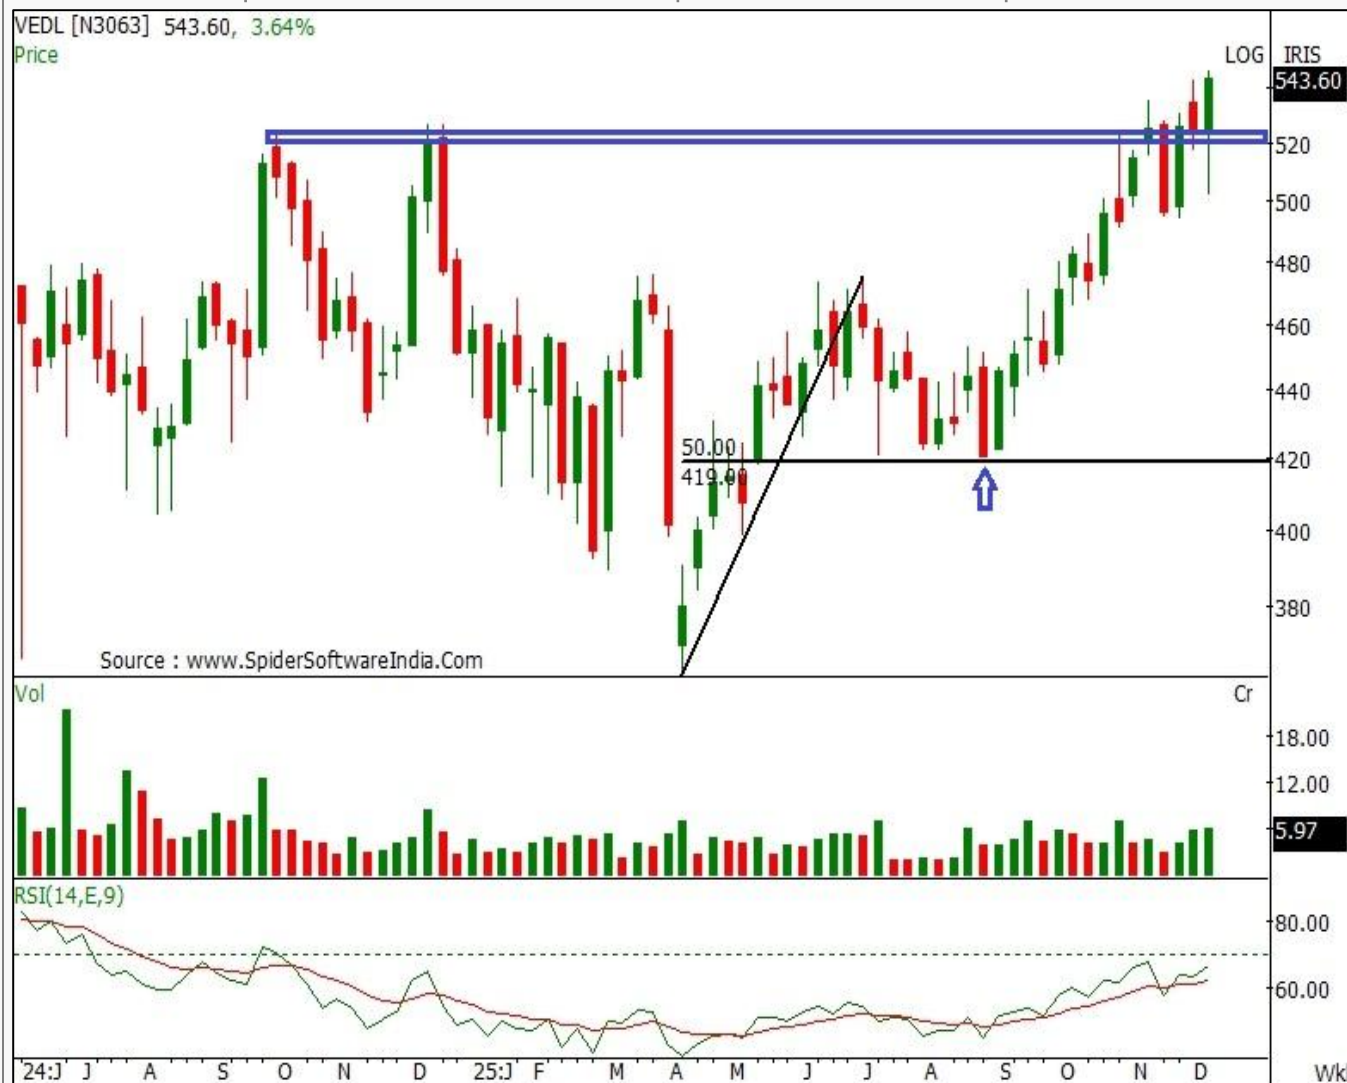 VEDL [N3063] 543.60, 3.64%
Price
LOG IRIS
543.60
520
500
480
460
440
420
400
380
50.00
419.00
Source : www.SpiderSoftwareIndia.Com
Vol
Cr
18.00
12.00
5.97
RSI(14,E,9)
80.00
60.00
24:J J A S O N D 25:J F M A M J J A S O N D Wk